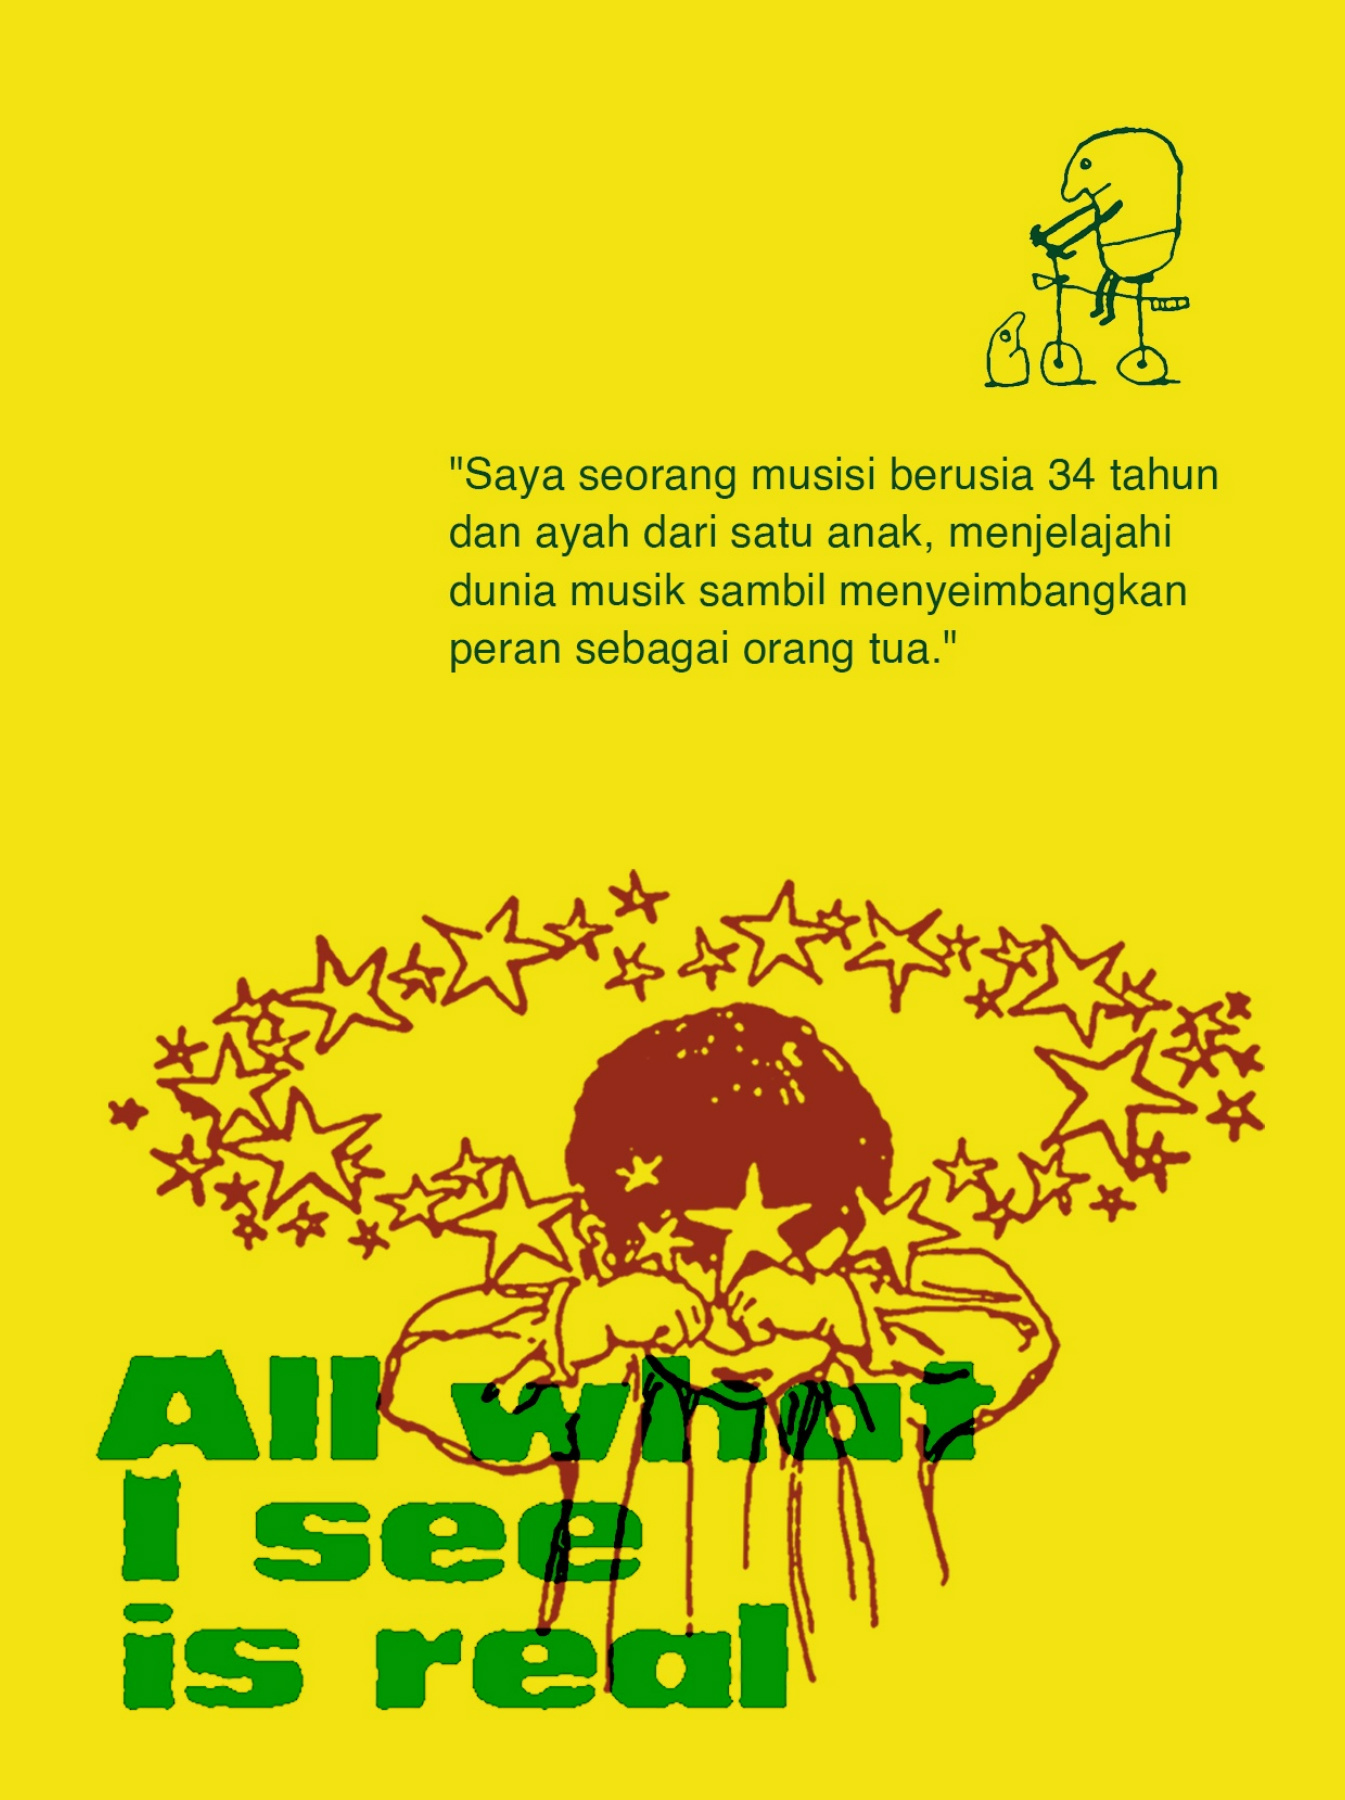 "Saya seorang musisi berusia 34 tahun
dan ayah dari satu anak, menjelajahi
dunia musik sambil menyeimbangkan
peran sebagai orang tua."
All what
I see
is real